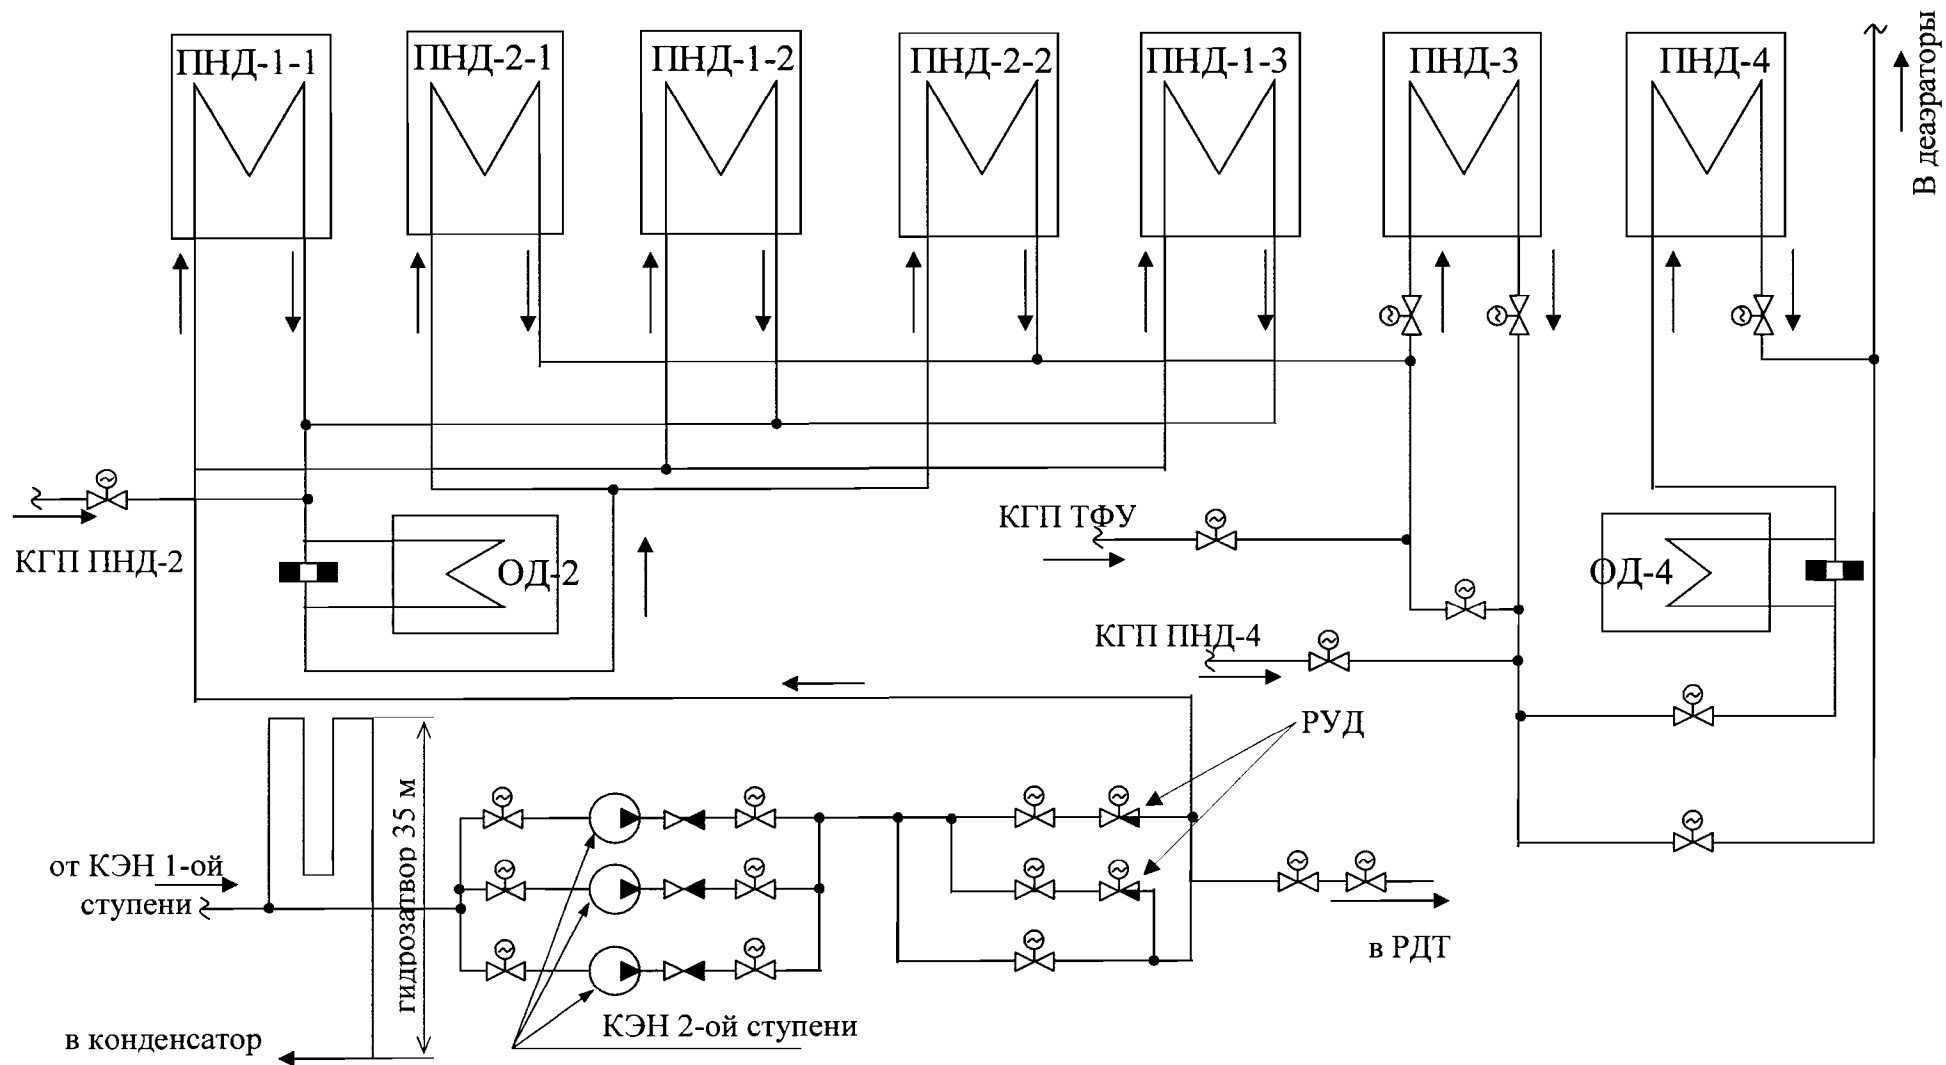 ПНД-1-1
ПНД-2-1
ПНД-1-2
ПНД-2-2
ПНД-1-3
ПНД-3
ПНД-4
В деаэраторы
КГП ПНД-2
ОД-2
КГП ТФУ
ОД-4
КГП ПНД-4
РУД
гидрозатвор 35 м
от КЭН 1-ой
ступени
в РДТ
КЭН 2-ой ступени
в конденсатор